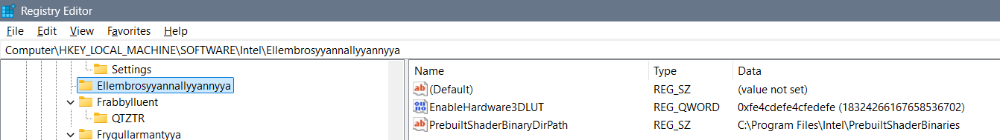 Registry Editor
File Edit View Favorites Help
Computer\HKEY_LOCAL_MACHINE\SOFTWARE\Intel\Ellembrosyyannallyyannyya
Settings
Ellembrosyyannallyyannyya
Frabbylluent
QTZTR
Frygullarmantyya
Name Type Data
(Default) REG_SZ (value not set)
EnableHardware3DLUT REG_QWORD 0xfe4cdefe4cfedefe (18324266167658536702)
PrebuiltShaderBinaryDirPath REG_SZ C:\Program Files\Intel\PrebuiltShaderBinaries